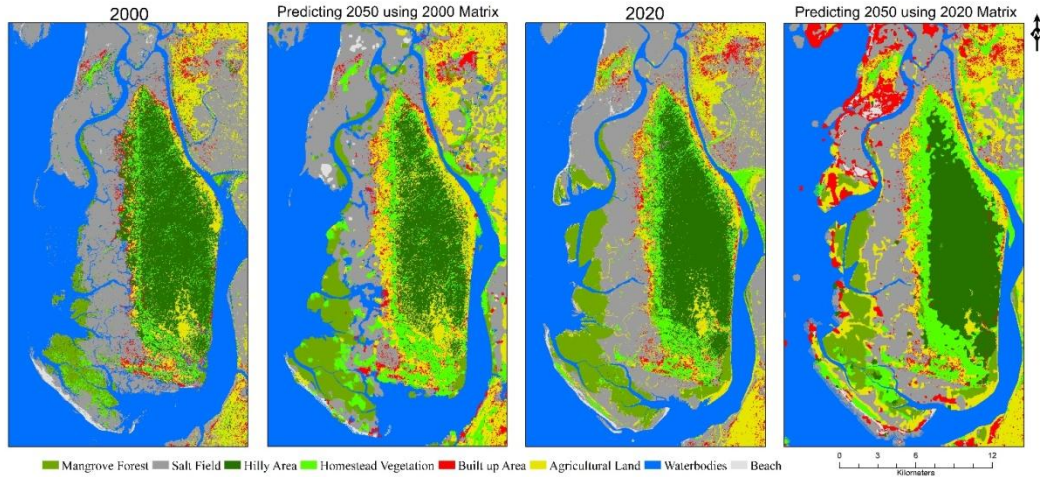 2000
Predicting 2050 using 2000 Matrix
2020
Predicting 2050 using 2020 Matrix
Mangrove Forest
Salt Field
Hilly Area
Homestead Vegetation
Built up Area
Agricultural Land
Waterbodies
Beach
0 3 6 12
Kilometers